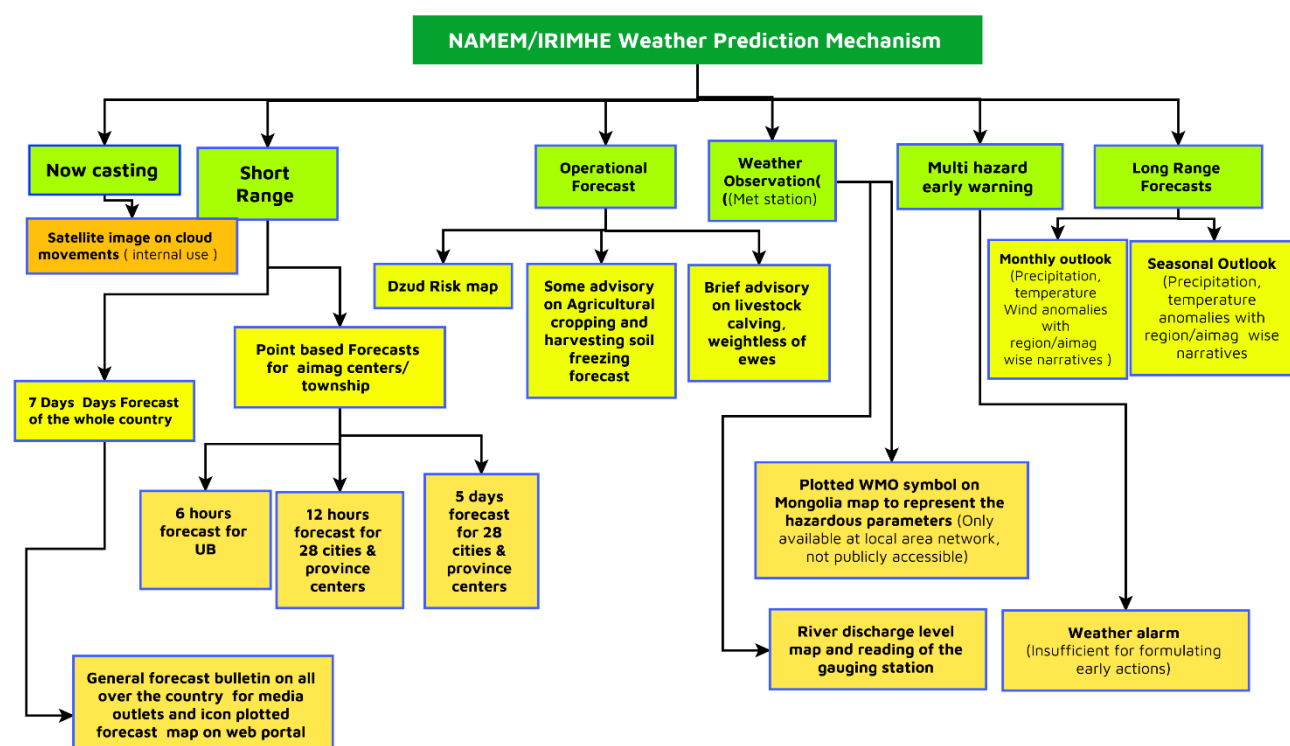 NAMEM/IRIMHE Weather Prediction Mechanism
Now casting
Short
Range
Operational
Forecast
Weather
Observation(
((Met station)
Multi hazard
early warning
Long Range
Forecasts
Satellite image on cloud
movements ( internal use )
Dzud Risk map
Some advisory
on Agricultural
cropping and
harvesting soil
freezing
forecast
Brief advisory
on livestock
calving,
weightless of
ewes
Monthly outlook
(Precipitation,
temperature
Wind anomalies
with
region/aimag
wise narratives )
Seasonal Outlook
(Precipitation,
temperature
anomalies with
region/aimag wise
narratives
Point based Forecasts
for aimag centers/
township
7 Days Days Forecast
of the whole country
6 hours
forecast for
UB
12 hours
forecast for
28 cities &
province
centers
5 days
forecast for 28
cities &
province
centers
Plotted WMO symbol on
Mongolia map to represent the
hazardous parameters (Only
available at local area network,
not publicly accessible)
River discharge level
map and reading of the
gauging station
Weather alarm
(Insufficient for formulating
early actions)
General forecast bulletin on all
over the country for media
outlets and icon plotted
forecast map on web portal